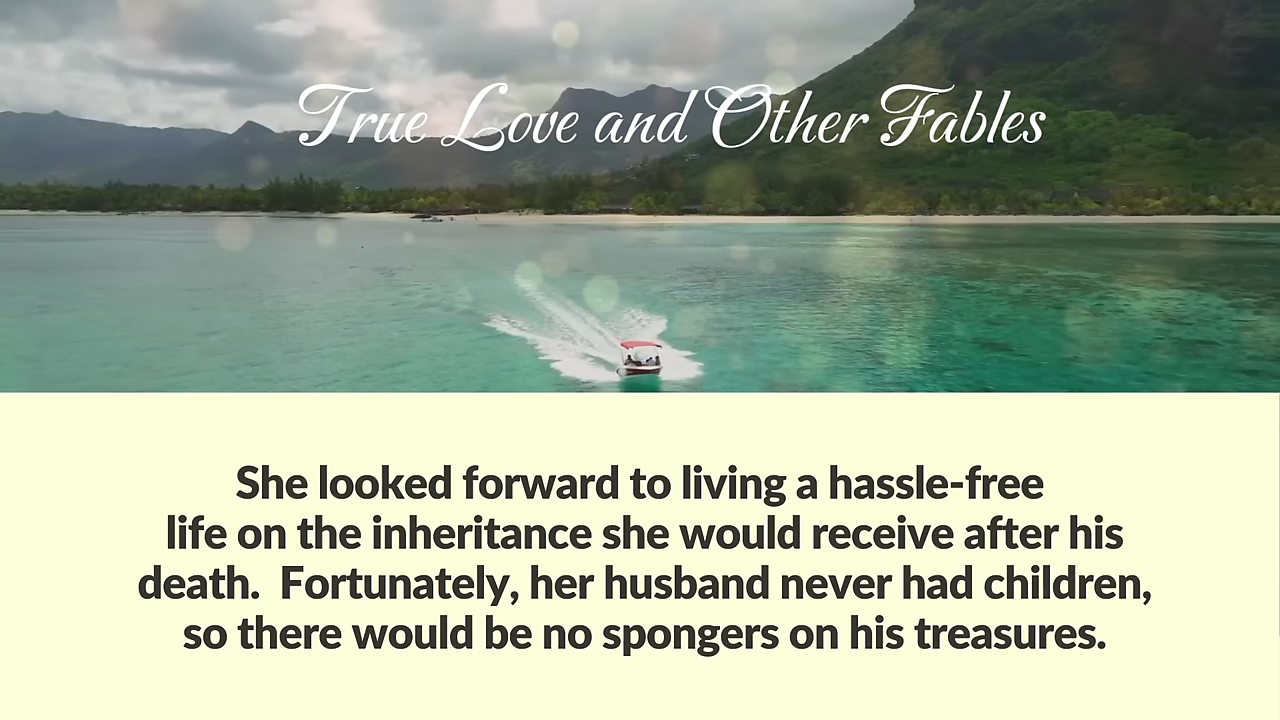 True Love and Other Fables
She looked forward to living a hassle-free
life on the inheritance she would receive after his
death.  Fortunately, her husband never had children,
so there would be no spongers on his treasures.